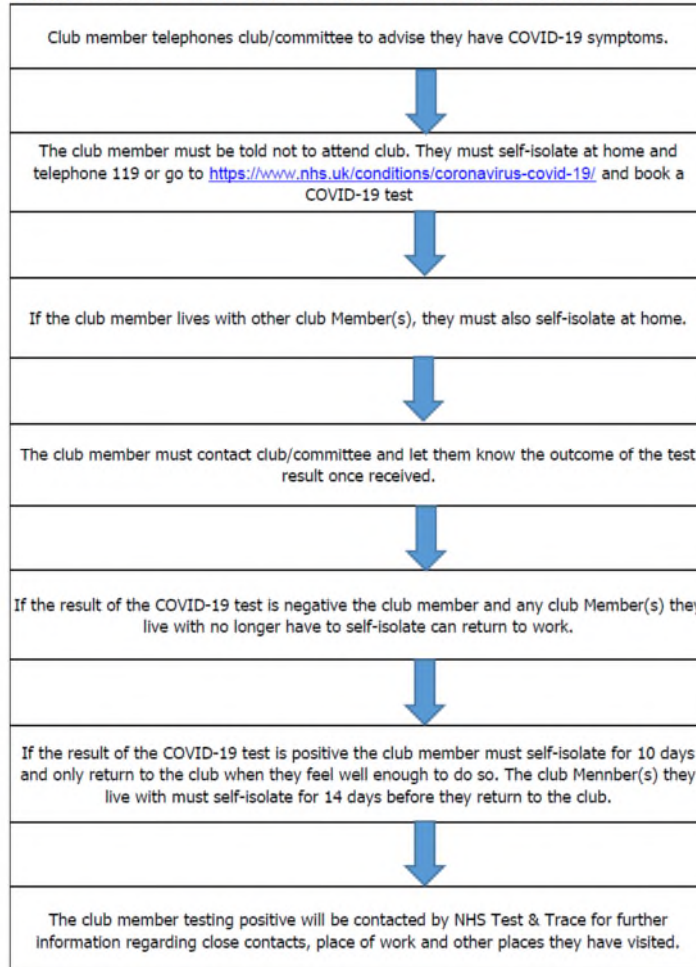 Club member telephones club/committee to advise they have COVID-19 symptoms.
The club member must be told not to attend club. They must self-isolate at home and
telephone 119 or go to https://www.nhs.uk/conditions/coronavirus-covid-19/ and book a
COVID-19 test
If the club member lives with other club Member(s), they must also self-isolate at home.
The club member must contact club/committee and let them know the outcome of the test
result once received.
If the result of the COVID-19 test is negative the club member and any club Member(s) they
live with no longer have to self-isolate can return to work.
If the result of the COVID-19 test is positive the club member must self-isolate for 10 days
and only return to the club when they feel well enough to do so. The club Mennber(s) they
live with must self-isolate for 14 days before they return to the club.
The club member testing positive will be contacted by NHS Test & Trace for further
information regarding close contacts, place of work and other places they have visited.